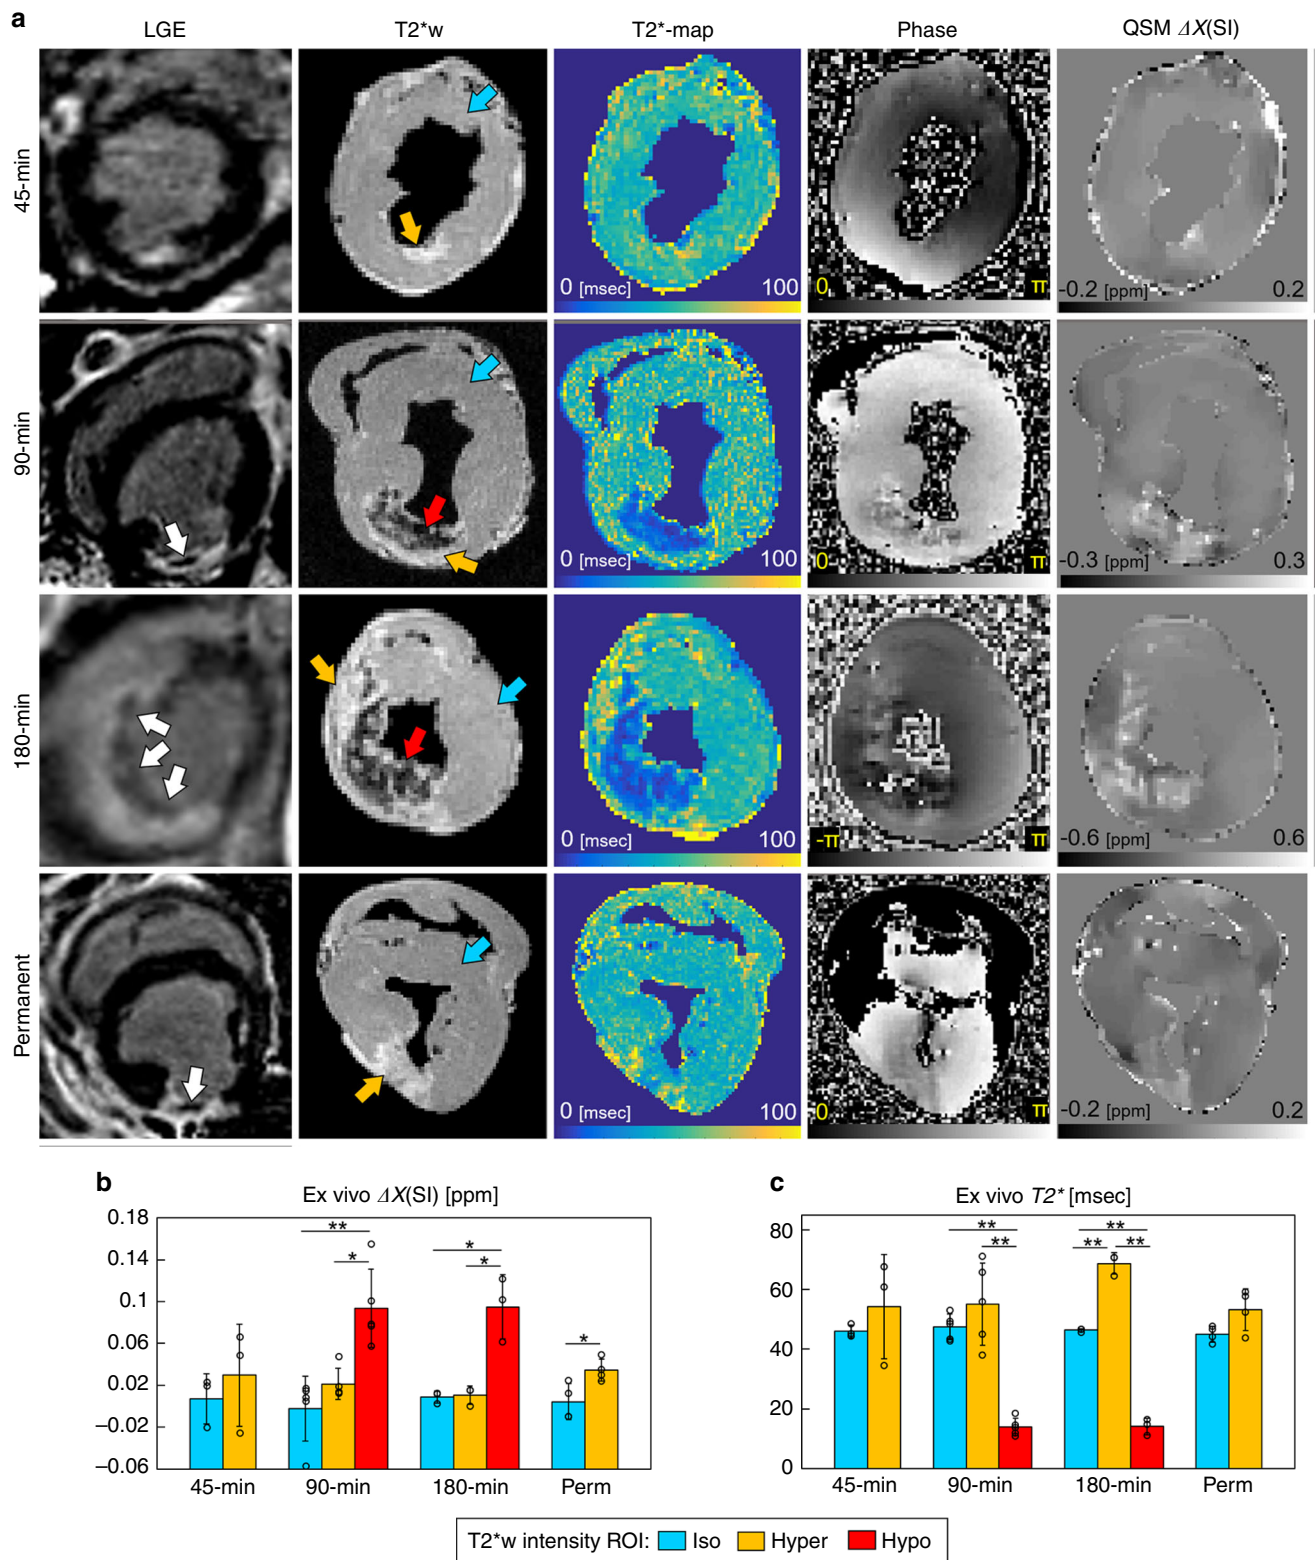 a
LGE T2*w T2*-map Phase QSM ΔX(SI)
45-min
0 [msec] 100
0 π
-0.2 [ppm] 0.2
90-min
0 [msec] 100
0 π
-0.3 [ppm] 0.3
180-min
0 [msec] 100
-π π
-0.6 [ppm] 0.6
Permanent
0 [msec] 100
0 π
-0.2 [ppm] 0.2
b
Ex vivo ΔX(SI) [ppm]
0.18
0.14
0.1
0.06
0.02
−0.02
−0.06
** * * * *
45-min 90-min 180-min Perm
c
Ex vivo T2* [msec]
80
60
40
20
0
** ** ** ** **
45-min 90-min 180-min Perm
T2*w intensity ROI: Iso Hyper Hypo